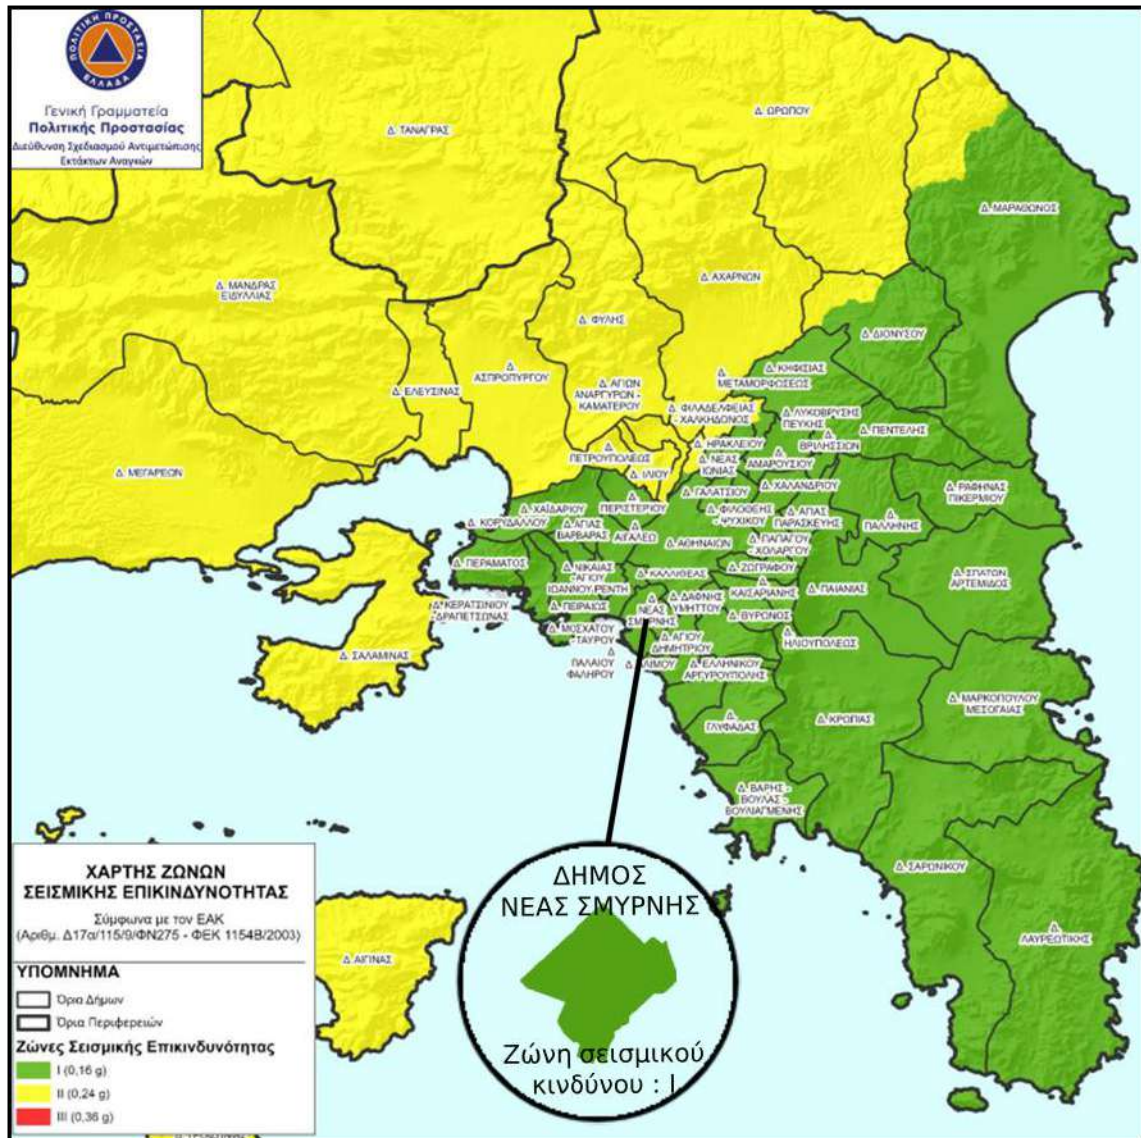 ΠΟΛΙΤΙΚΗ ΠΡΟΣΤΑΣΙΑ
ΕΛΛΑΔΑ
Γενική Γραμματεία
Πολιτικής Προστασίας
Διεύθυνση Σχεδιασμού Αντιμετώπισης
Εκτάκτων Αναγκών
Δ. ΩΡΩΠΟΥ
Δ. ΤΑΝΑΓΡΑΣ
Δ. ΜΑΡΑΘΩΝΟΣ
Δ. ΑΧΑΡΝΩΝ
Δ. ΜΑΝΔΡΑΣ
ΕΙΔΥΛΛΙΑΣ
Δ. ΦΥΛΗΣ
Δ. ΔΙΟΝΥΣΟΥ
Δ.
ΑΣΠΡΟΠΥΡΓΟΥ
Δ. ΚΗΦΙΣΙΑΣ
Δ.
ΜΕΤΑΜΟΡΦΩΣΕΩΣ
Δ. ΕΛΕΥΣΙΝΑΣ
Δ. ΑΓΙΩΝ
ΑΝΑΡΓΥΡΩΝ -
ΚΑΜΑΤΕΡΟΥ
Δ. ΦΙΛΑΔΕΛΦΕΙΑΣ
- ΧΑΛΚΗΔΟΝΟΣ
Δ. ΛΥΚΟΒΡΥΣΗΣ
ΠΕΥΚΗΣ
Δ. ΠΕΝΤΕΛΗΣ
Δ.
ΒΡΙΛΗΣΣΙΩΝ
Δ. ΗΡΑΚΛΕΙΟΥ
Δ.
ΠΕΤΡΟΥΠΟΛΕΩΣ
Δ. ΝΕΑΣ
ΙΩΝΙΑΣ
Δ.
ΑΜΑΡΟΥΣΙΟΥ
Δ. ΜΕΓΑΡΕΩΝ
Δ. ΙΛΙΟΥ
Δ. ΧΑΛΑΝΔΡΙΟΥ
Δ. ΡΑΦΗΝΑΣ
ΠΙΚΕΡΜΙΟΥ
Δ. ΓΑΛΑΤΣΙΟΥ
Δ.
ΠΕΡΙΣΤΕΡΙΟΥ
Δ. ΧΑΪΔΑΡΙΟΥ
Δ. ΦΙΛΟΘΕΗΣ
- ΨΥΧΙΚΟΥ
Δ. ΑΓΙΑΣ
ΠΑΡΑΣΚΕΥΗΣ
Δ.
ΠΑΛΛΗΝΗΣ
Δ. ΚΟΡΥΔΑΛΛΟΥ
Δ. ΑΓΙΑΣ
ΒΑΡΒΑΡΑΣ
Δ.
ΑΙΓΑΛΕΩ
Δ. ΑΘΗΝΑΙΩΝ
Δ. ΠΑΠΑΓΟΥ
- ΧΟΛΑΡΓΟΥ
Δ. ΠΕΡΑΜΑΤΟΣ
Δ. ΝΙΚΑΙΑΣ
- ΑΓΙΟΥ
ΙΩΑΝΝΟΥ ΡΕΝΤΗ
Δ. ΚΑΛΛΙΘΕΑΣ
Δ. ΖΩΓΡΑΦΟΥ
Δ. ΣΠΑΤΩΝ
ΑΡΤΕΜΙΔΟΣ
Δ.
ΚΑΙΣΑΡΙΑΝΗΣ
Δ. ΠΑΙΑΝΙΑΣ
Δ. ΚΕΡΑΤΣΙΝΙΟΥ
- ΔΡΑΠΕΤΣΩΝΑΣ
Δ. ΠΕΙΡΑΙΩΣ
Δ.
ΝΕΑΣ
ΣΜΥΡΝΗΣ
Δ. ΔΑΦΝΗΣ
ΥΜΗΤΤΟΥ
Δ. ΒΥΡΩΝΟΣ
Δ. ΜΟΣΧΑΤΟΥ
- ΤΑΥΡΟΥ
Δ. ΑΓΙΟΥ
ΔΗΜΗΤΡΙΟΥ
Δ.
ΗΛΙΟΥΠΟΛΕΩΣ
Δ. ΣΑΛΑΜΙΝΑΣ
Δ.
ΠΑΛΑΙΟΥ
ΦΑΛΗΡΟΥ
Δ. ΑΛΙΜΟΥ
Δ. ΕΛΛΗΝΙΚΟΥ
ΑΡΓΥΡΟΥΠΟΛΗΣ
Δ. ΜΑΡΚΟΠΟΥΛΟΥ
ΜΕΣΟΓΑΙΑΣ
Δ.
ΓΛΥΦΑΔΑΣ
Δ. ΚΡΩΠΙΑΣ
Δ. ΒΑΡΗΣ -
ΒΟΥΛΑΣ -
ΒΟΥΛΙΑΓΜΕΝΗΣ
Δ. ΣΑΡΩΝΙΚΟΥ
Δ.
ΛΑΥΡΕΩΤΙΚΗΣ
Δ. ΑΙΓΙΝΑΣ
ΔΗΜΟΣ
ΝΕΑΣ ΣΜΥΡΝΗΣ
Ζώνη σεισμικού
κινδύνου : I
ΧΑΡΤΗΣ ΖΩΝΩΝ
ΣΕΙΣΜΙΚΗΣ ΕΠΙΚΙΝΔΥΝΟΤΗΤΑΣ
Σύμφωνα με τον ΕΑΚ
(Αριθμ. Δ17α/115/9/ΦΝ275 - ΦΕΚ 1154Β/2003)
ΥΠΟΜΝΗΜΑ
Όρια Δήμων
Όρια Περιφερειών
Ζώνες Σεισμικής Επικινδυνότητας
I (0,16 g)
II (0,24 g)
III (0,36 g)